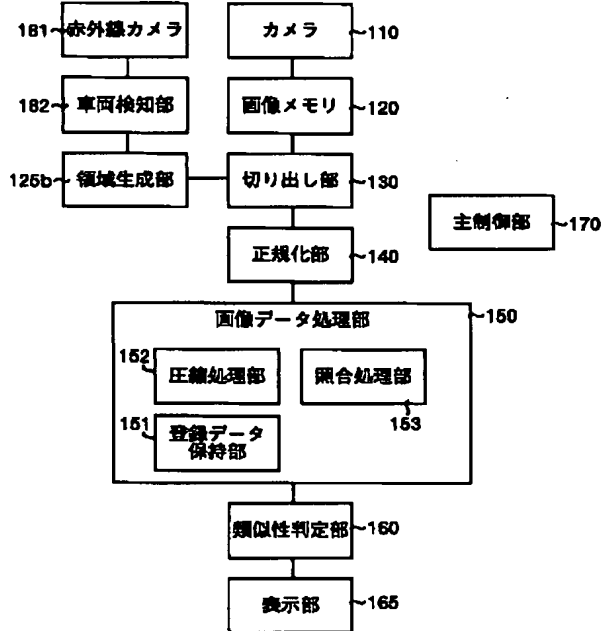 181 赤外線カメラ
カメラ 110
182 車両検知部
画像メモリ 120
125b 領域生成部
切り出し部 130
主制御部 170
正規化部 140
画像データ処理部 150
152 圧縮処理部
照合処理部 153
151 登録データ
保持部
類似性判定部 160
表示部 165